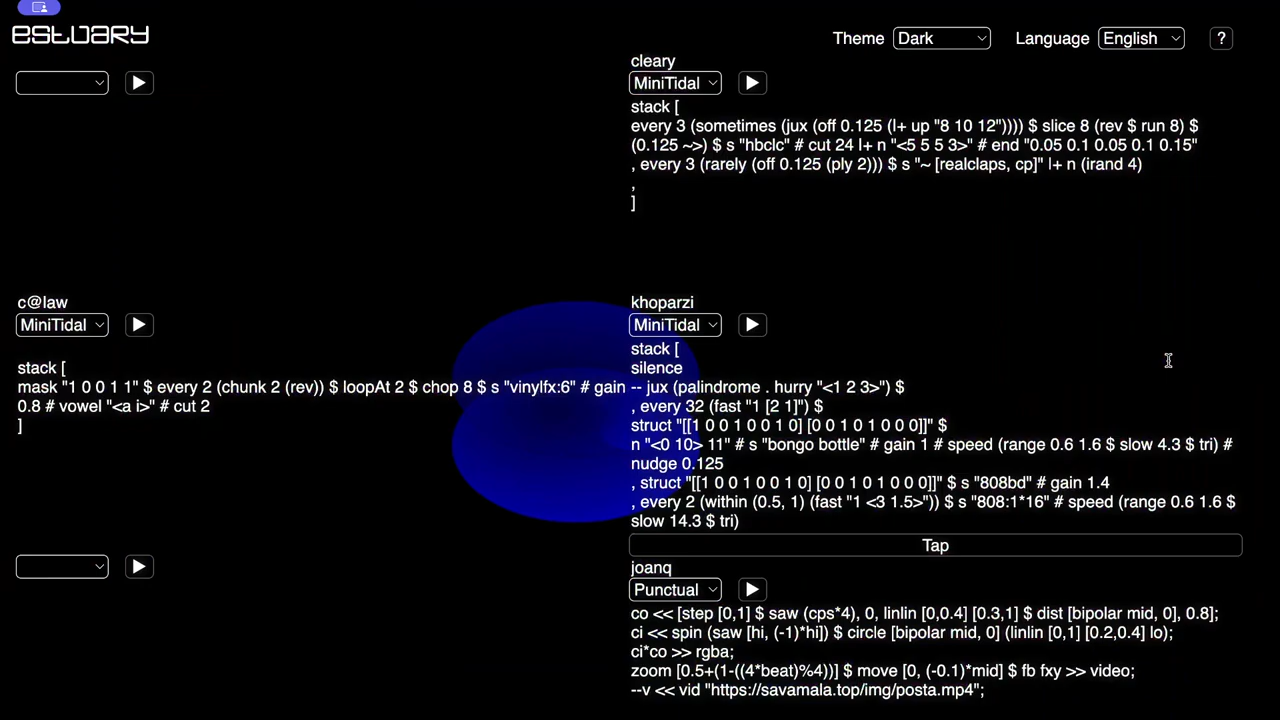 estuary
Theme Dark Language English ?
cleary
MiniTidal
stack [
every 3 (sometimes (jux (off 0.125 (|+ up "8 10 12")))) $ slice 8 (rev $ run 8) $
(0.125 ~>) $ s "hbclc" # cut 24 |+ n "<5 5 5 3>" # end "0.05 0.1 0.05 0.1 0.15"
, every 3 (rarely (off 0.125 (ply 2))) $ s "~ [realclaps, cp]" |+ n (irand 4)
,
]
c@law
MiniTidal
stack [
mask "1 0 0 1 1" $ every 2 (chunk 2 (rev)) $ loopAt 2 $ chop 8 $ s "vinylfx:6" # gain
0.8 # vowel "<a i>" # cut 2
]
khoparzi
MiniTidal
stack [
silence
-- jux (palindrome . hurry "<1 2 3>") $
, every 32 (fast "1 [2 1]") $
struct "[[1 0 0 1 0 0 1 0] [0 0 1 0 1 0 0 0]]" $
n "<0 10> 11" # s "bongo bottle" # gain 1 # speed (range 0.6 1.6 $ slow 4.3 $ tri) #
nudge 0.125
, struct "[[1 0 0 1 0 0 1 0] [0 0 1 0 1 0 0 0]]" $ s "808bd" # gain 1.4
, every 2 (within (0.5, 1) (fast "1 <3 1.5>")) $ s "808:1*16" # speed (range 0.6 1.6 $
slow 14.3 $ tri)
Tap
joanq
Punctual
co << [step [0,1] $ saw (cps*4), 0, linlin [0,0.4] [0.3,1] $ dist [bipolar mid, 0], 0.8];
ci << spin (saw [hi, (-1)*hi]) $ circle [bipolar mid, 0] (linlin [0,1] [0.2,0.4] lo);
ci*co >> rgba;
zoom [0.5+(1-((4*beat)%4))] $ move [0, (-0.1)*mid] $ fb fxy >> video;
--v << vid "https://savamala.top/img/posta.mp4";